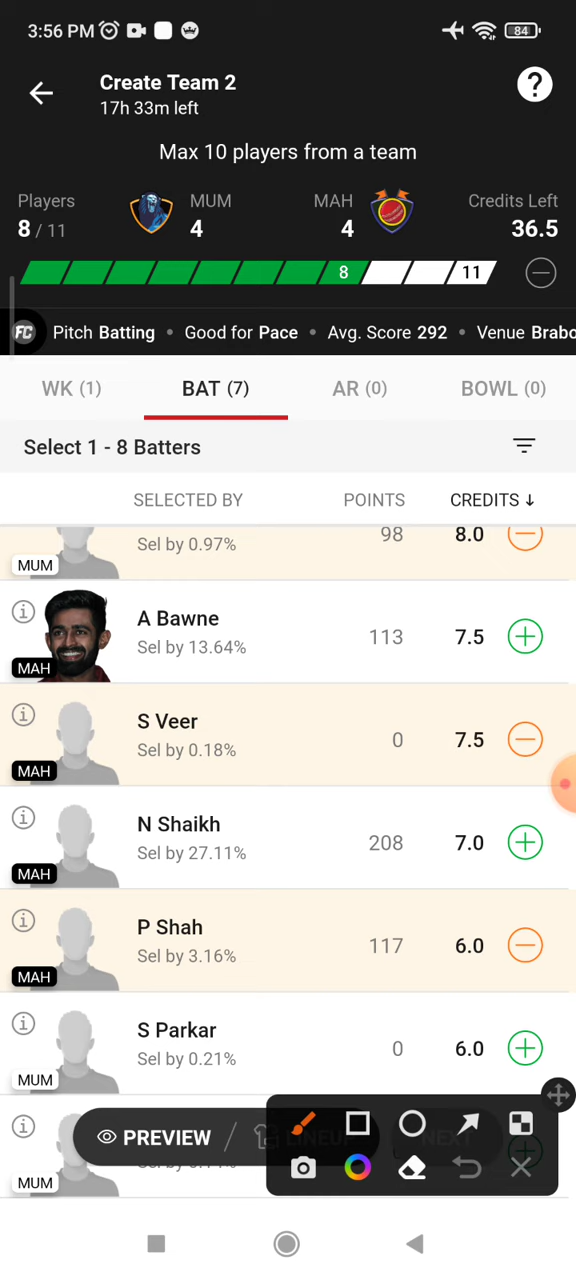 3:56 PM
84
Create Team 2
17h 33m left
?
Max 10 players from a team
Players MUM MAH Credits Left
8 / 11 4 4 36.5
8 11
FC Pitch Batting • Good for Pace • Avg. Score 292 • Venue Brabo
WK (1) BAT (7) AR (0) BOWL (0)
Select 1 - 8 Batters
SELECTED BY POINTS CREDITS ↓
Sel by 0.97% 98 8.0
MUM
A Bawne
Sel by 13.64% 113 7.5
MAH
S Veer
Sel by 0.18% 0 7.5
MAH
N Shaikh
Sel by 27.11% 208 7.0
MAH
P Shah
Sel by 3.16% 117 6.0
MAH
S Parkar
Sel by 0.21% 0 6.0
MUM
PREVIEW / LINEUP NEXT
MUM